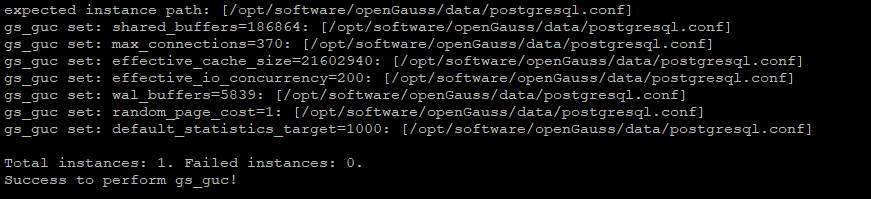 expected instance path: [/opt/software/openGauss/data/postgresql.conf]
gs_guc set: shared_buffers=186864: [/opt/software/openGauss/data/postgresql.conf]
gs_guc set: max_connections=370: [/opt/software/openGauss/data/postgresql.conf]
gs_guc set: effective_cache_size=21602940: [/opt/software/openGauss/data/postgresql.conf]
gs_guc set: effective_io_concurrency=200: [/opt/software/openGauss/data/postgresql.conf]
gs_guc set: wal_buffers=5839: [/opt/software/openGauss/data/postgresql.conf]
gs_guc set: random_page_cost=1: [/opt/software/openGauss/data/postgresql.conf]
gs_guc set: default_statistics_target=1000: [/opt/software/openGauss/data/postgresql.conf]
Total instances: 1. Failed instances: 0.
Success to perform gs_guc!